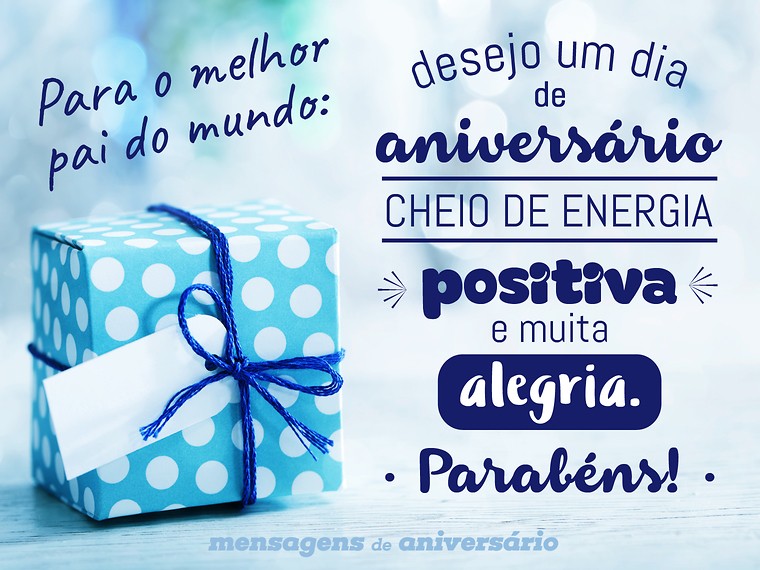 Para o melhor
pai do mundo:
desejo um dia
de
aniversário
CHEIO DE ENERGIA
positiva
e muita
alegria.
• Parabéns! •
mensagens de aniversário